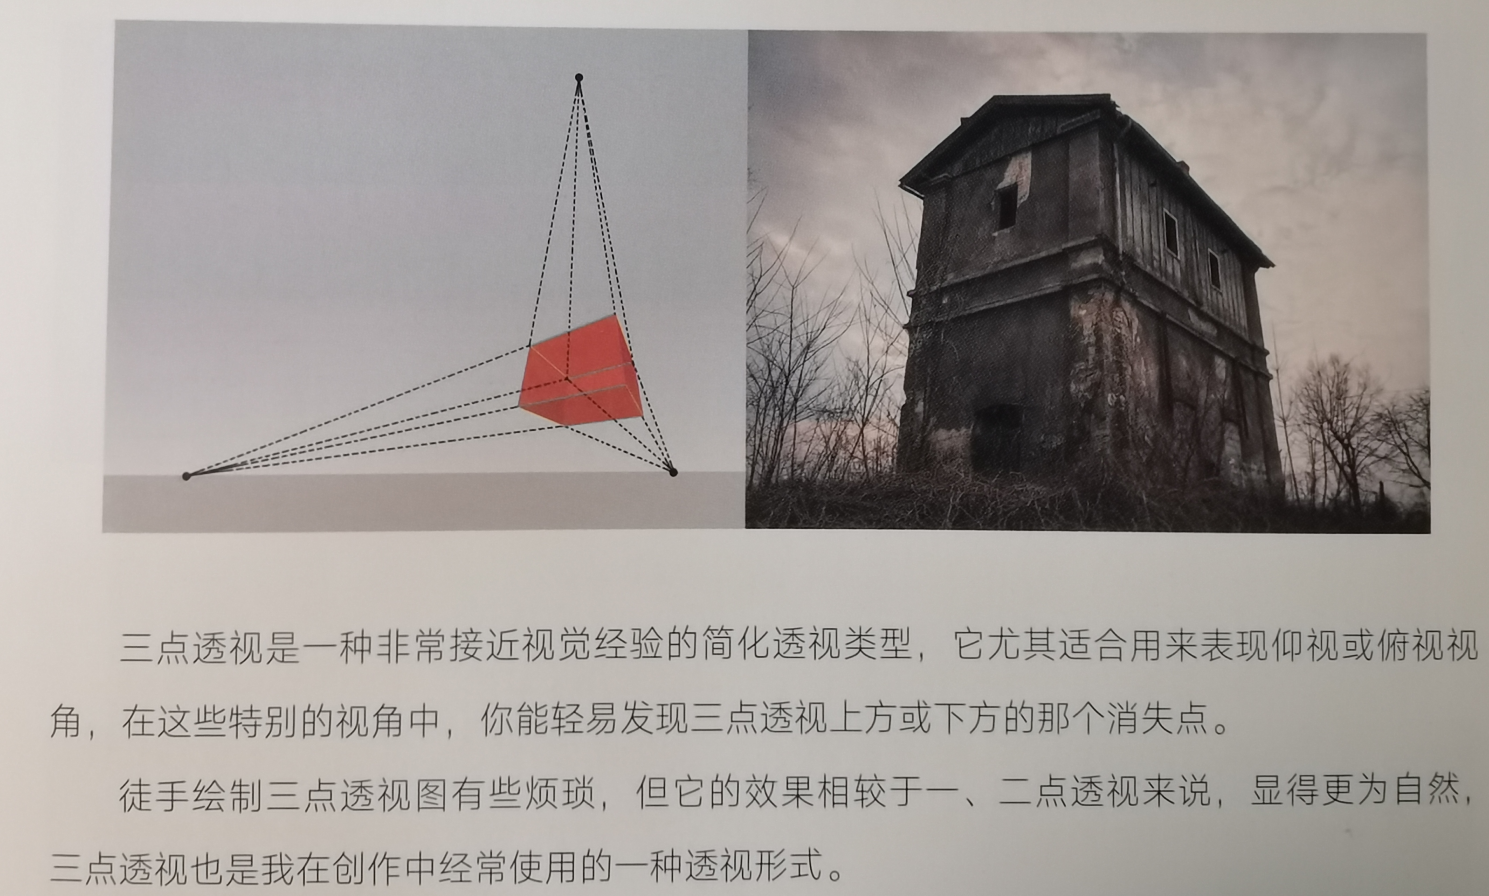 三点透视是一种非常接近视觉经验的简化透视类型，它尤其适合用来表现仰视或俯视视
角，在这些特别的视角中，你能轻易发现三点透视上方或下方的那个消失点。
徒手绘制三点透视图有些烦琐，但它的效果相较于一、二点透视来说，显得更为自然，
三点透视也是我在创作中经常使用的一种透视形式。